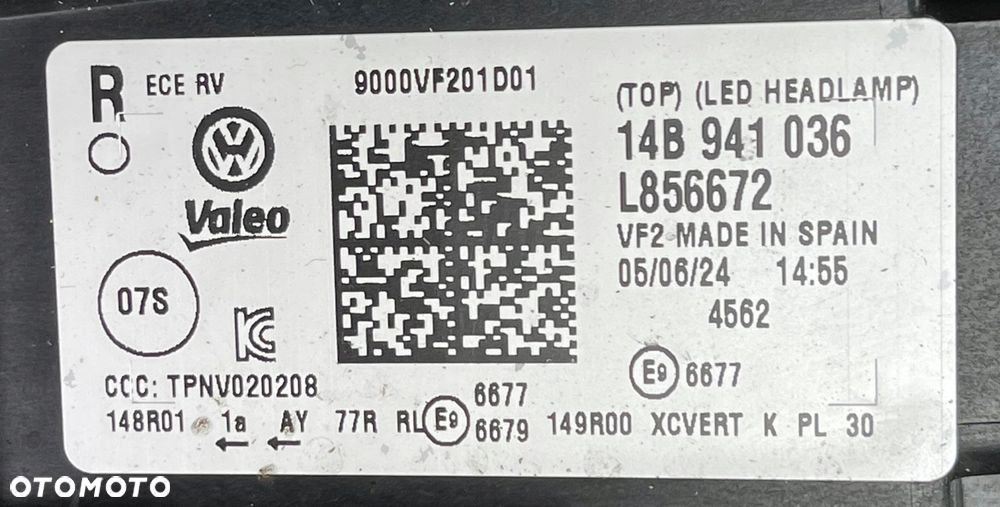 R ECE RV
9000VF201D01
(TOP) (LED HEADLAMP)
14B 941 036
L856672
VF2 MADE IN SPAIN
05/06/24 14:55
4562
VW
Valeo
07S
KC
E9 6677
CCC: TPNV020208
6677
148R01 1a AY 77R RL E9 6679 149R00 XCVERT K PL 30
OTOMOTO